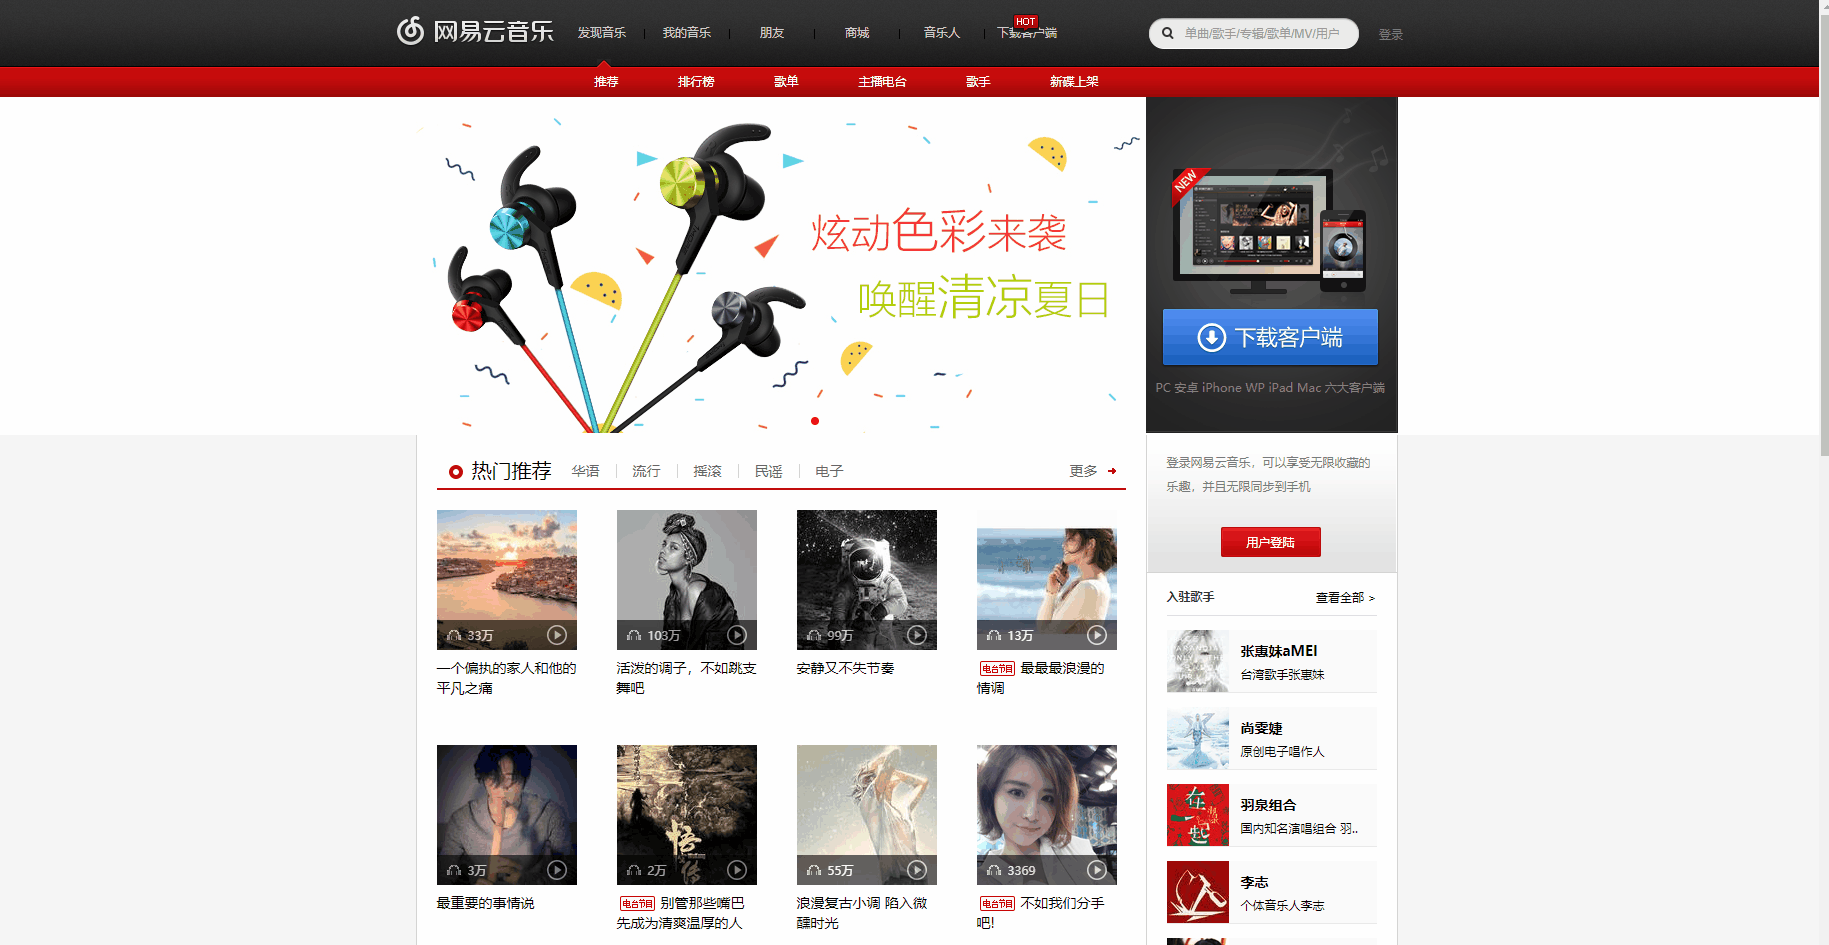 网易云音乐
发现音乐
我的音乐
朋友
商城
音乐人
下载客户端
HOT
单曲/歌手/专辑/歌单/MV/用户
登录
推荐
排行榜
歌单
主播电台
歌手
新碟上架
炫动色彩来袭
唤醒清凉夏日
NEW
下载客户端
PC 安卓 iPhone WP iPad Mac 六大客户端
热门推荐
华语
流行
摇滚
民谣
电子
更多
登录网易云音乐，可以享受无限收藏的
乐趣，并且无限同步到手机
用户登陆
33万
103万
99万
13万
一个偏执的家人和他的
平凡之痛
活泼的调子，不如跳支
舞吧
安静又不失节奏
电台节目 最最最浪漫的
情调
入驻歌手
查看全部 >
张惠妹aMEI
台湾歌手张惠妹
尚雯婕
原创电子唱作人
在一起
羽泉组合
国内知名演唱组合 羽..
李志
个体音乐人李志
悟
3万
2万
55万
3369
最重要的事情说
电台节目 别管那些嘴巴
先成为清爽温厚的人
浪漫复古小调 陷入微
醺时光
电台节目 不如我们分手
吧!